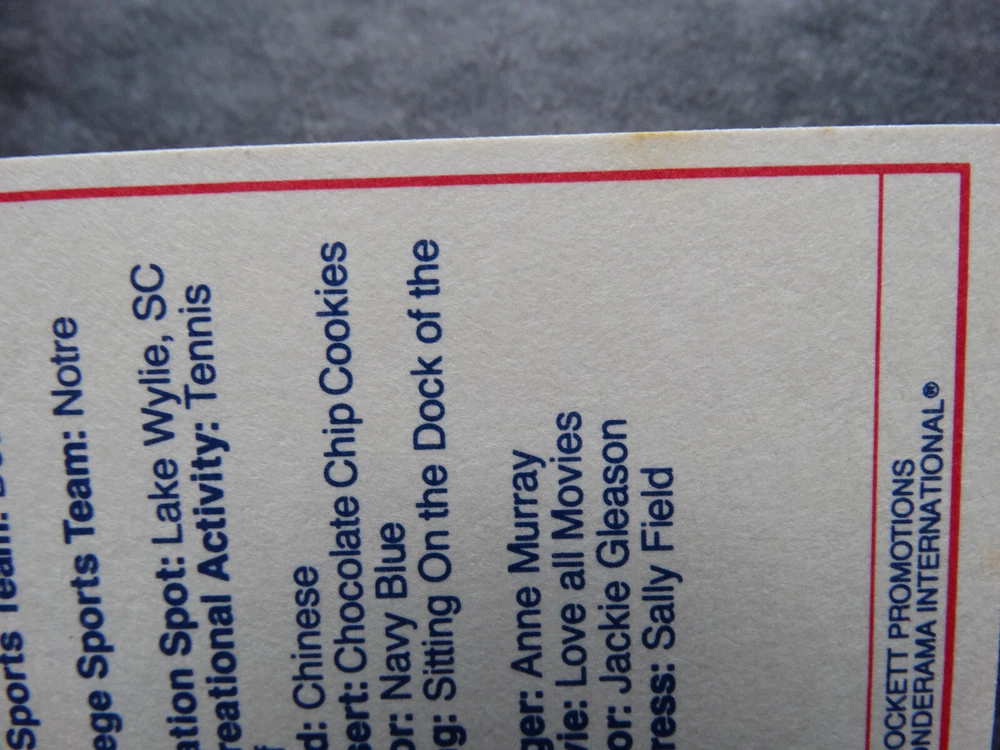 Sports Team:
ege Sports Team: Notre
ation Spot: Lake Wylie, SC
reational Activity: Tennis
f
d: Chinese
sert: Chocolate Chip Cookies
or: Navy Blue
g: Sitting On the Dock of the
ger: Anne Murray
vie: Love all Movies
or: Jackie Gleason
ress: Sally Field
OCKETT PROMOTIONS
NDERAMA INTERNATIONAL®